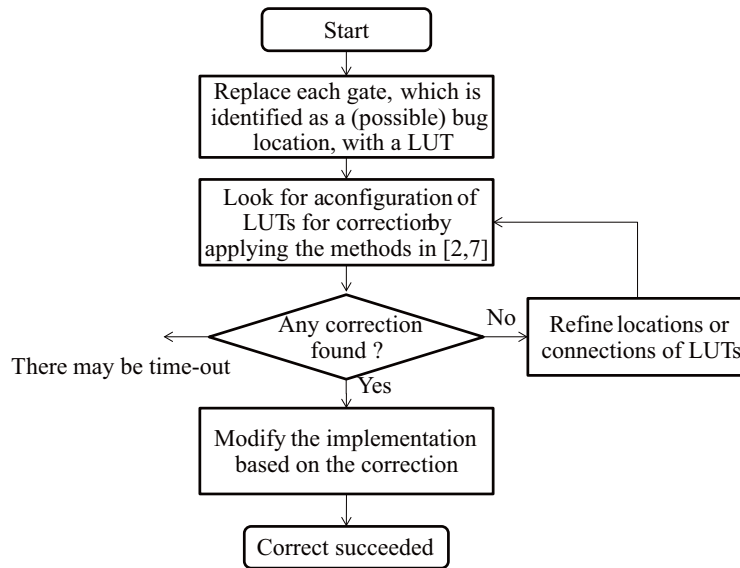 Start
Replace each gate, which is
identified as a (possible) bug
location, with a LUT
Look for aconfiguration of
LUTs for correctionby
applying the methods in [2,7]
Any correction
found ?
No
Refine locations or
connections of LUTs
There may be time-out
Yes
Modify the implementation
based on the correction
Correct succeeded